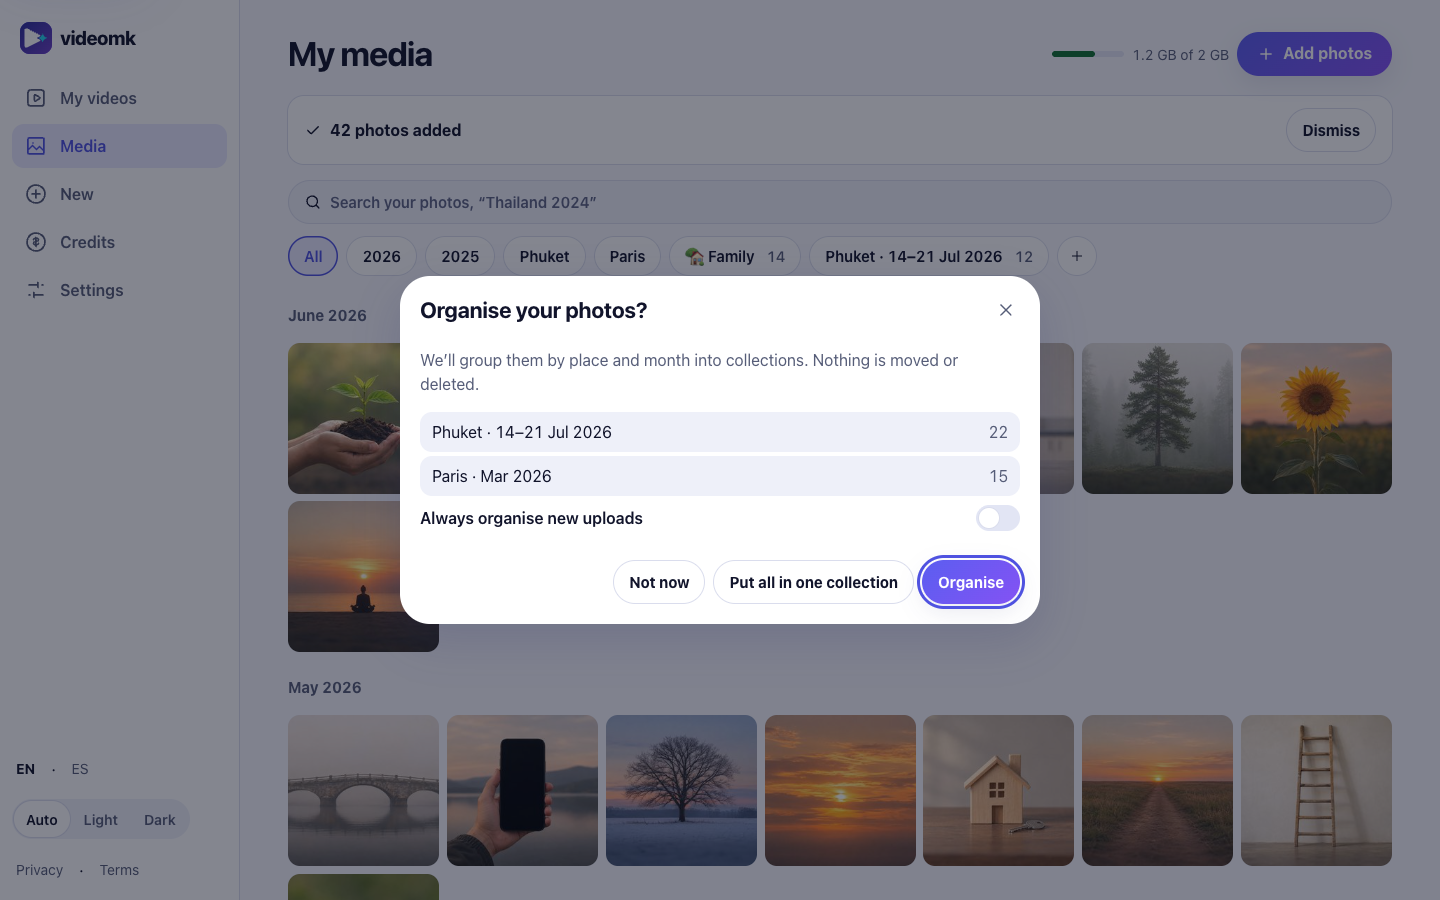 videomk
My videos
Media
New
Credits
Settings
EN · ES
Auto Light Dark
Privacy · Terms
My media
1.2 GB of 2 GB
+ Add photos
42 photos added
Dismiss
Search your photos, “Thailand 2024”
All 2026 2025 Phuket Paris Family 14 Phuket · 14–21 Jul 2026 12 +
June 2026
Organise your photos?
We’ll group them by place and month into collections. Nothing is moved or
deleted.
Phuket · 14–21 Jul 2026 22
Paris · Mar 2026 15
Always organise new uploads
Not now Put all in one collection Organise
May 2026